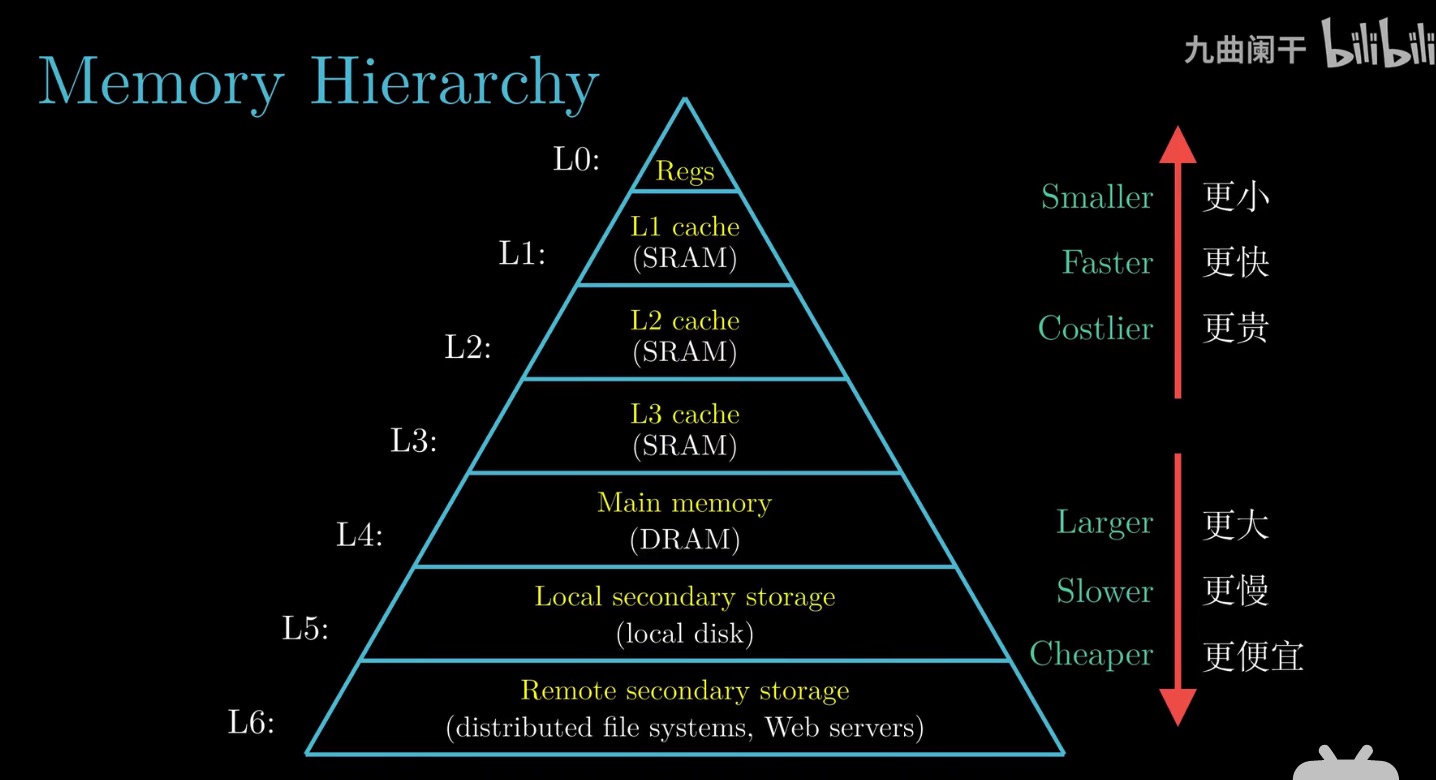 九曲阑干 bilibili
Memory Hierarchy
L0:
Regs
L1:
L1 cache
(SRAM)
L2:
L2 cache
(SRAM)
L3:
L3 cache
(SRAM)
L4:
Main memory
(DRAM)
L5:
Local secondary storage
(local disk)
L6:
Remote secondary storage
(distributed file systems, Web servers)
Smaller 更小
Faster 更快
Costlier 更贵
Larger 更大
Slower 更慢
Cheaper 更便宜